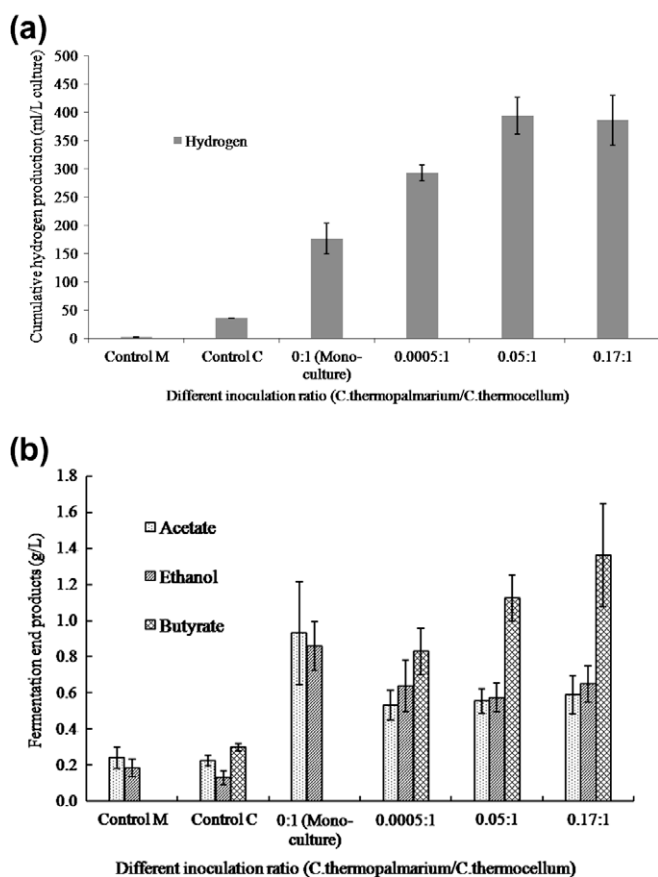 (a)
500
450
400
350
300
250
200
150
100
50
0
Cumulative hydrogen production (ml/L culture)
Hydrogen
Control M Control C 0:1 (Mono- 0.0005:1 0.05:1 0.17:1
culture)
Different inoculation ratio (C.thermopalmarium/C.thermocellum)
(b)
1.8
1.6
1.4
1.2
1.0
0.8
0.6
0.4
0.2
0.0
Fermentation end products (g/L)
Acetate
Ethanol
Butyrate
Control M Control C 0:1 (Mono- 0.0005:1 0.05:1 0.17:1
culture)
Different inoculation ratio (C.thermopalmarium/C.thermocellum)